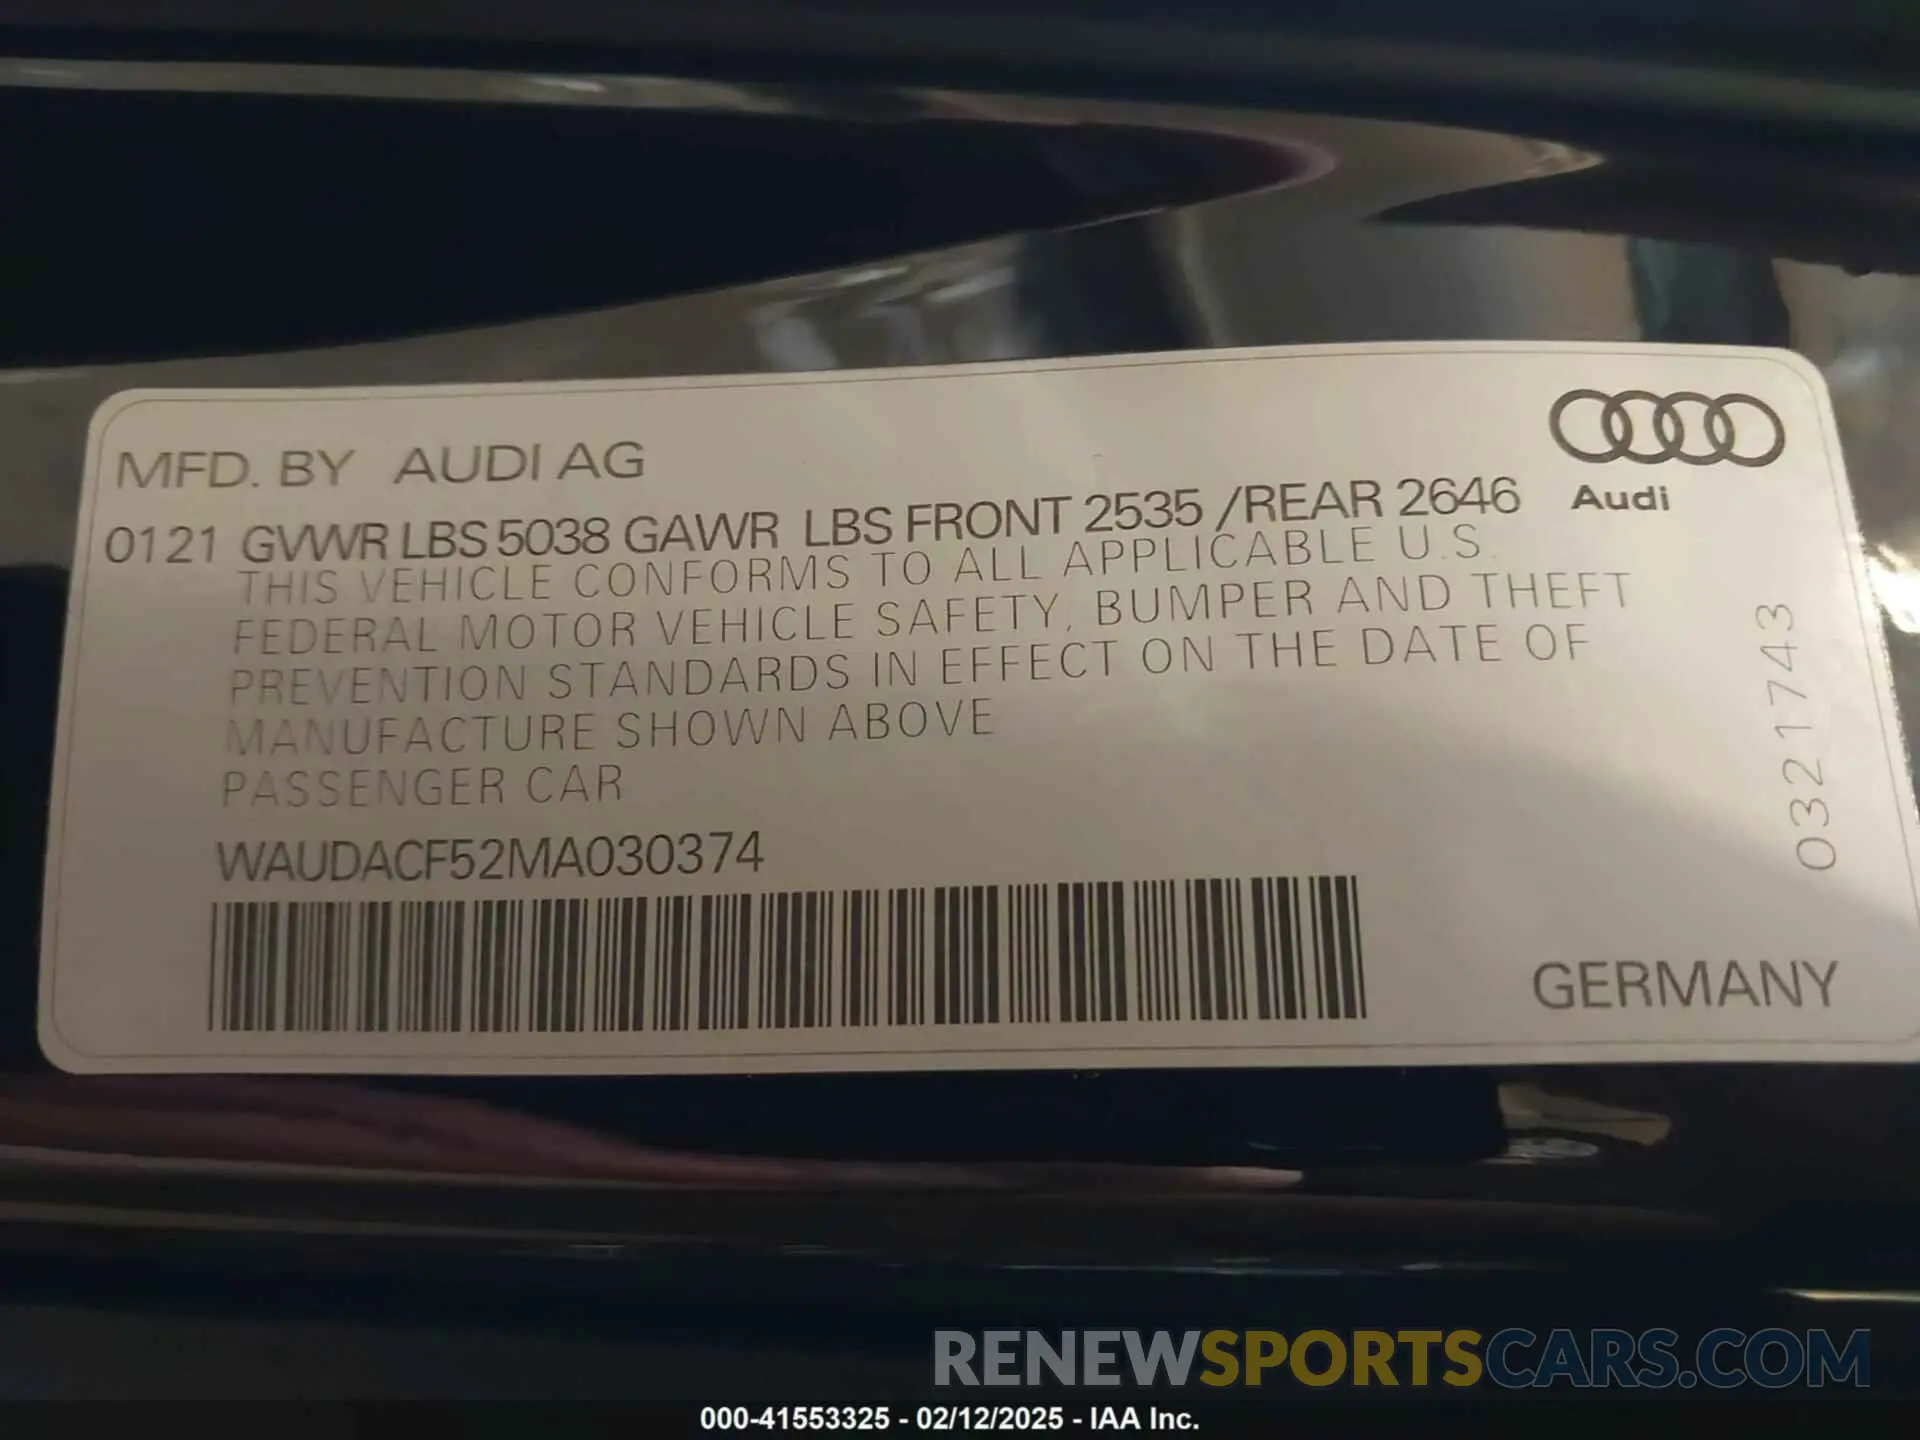 MFD. BY AUDI AG
Audi
0121 GVWR LBS 5038 GAWR LBS FRONT 2535 /REAR 2646
THIS VEHICLE CONFORMS TO ALL APPLICABLE U.S.
FEDERAL MOTOR VEHICLE SAFETY, BUMPER AND THEFT
PREVENTION STANDARDS IN EFFECT ON THE DATE OF
MANUFACTURE SHOWN ABOVE
PASSENGER CAR
WAUDACF52MA030374
0321743
GERMANY
RENEWSPORTSCARS.COM
000-41553325 - 02/12/2025 - IAA Inc.